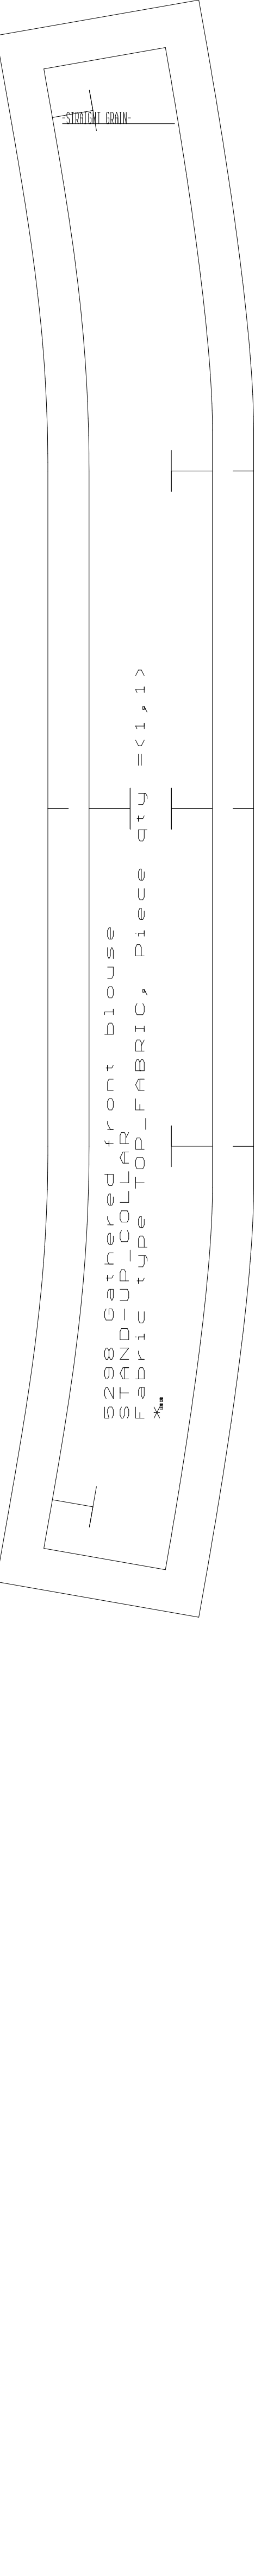 -STRAIGHT GRAIN-
5298 Gathered front blouse
STAND-UP_COLLAR
Fabric type TOP_FABRIC, Piece qty =<1,1>
*